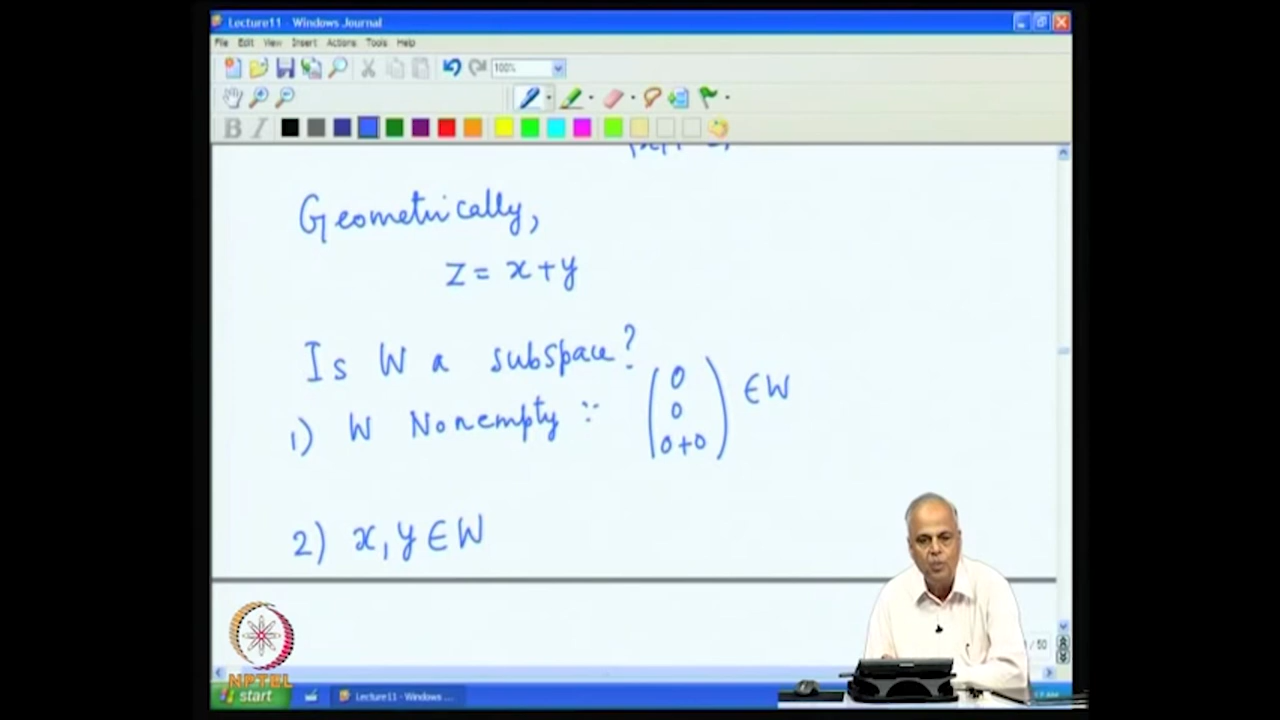 Lecture11 - Windows Journal
File Edit View Insert Actions Tools Help
100%
B I
Geometrically,
z = x + y
Is W a subspace?
1) W Nonempty ∵ (0 0 0+0) ∈ W
2) x, y ∈ W
/ 50
NPTEL
start Lecture11 - Windows ...